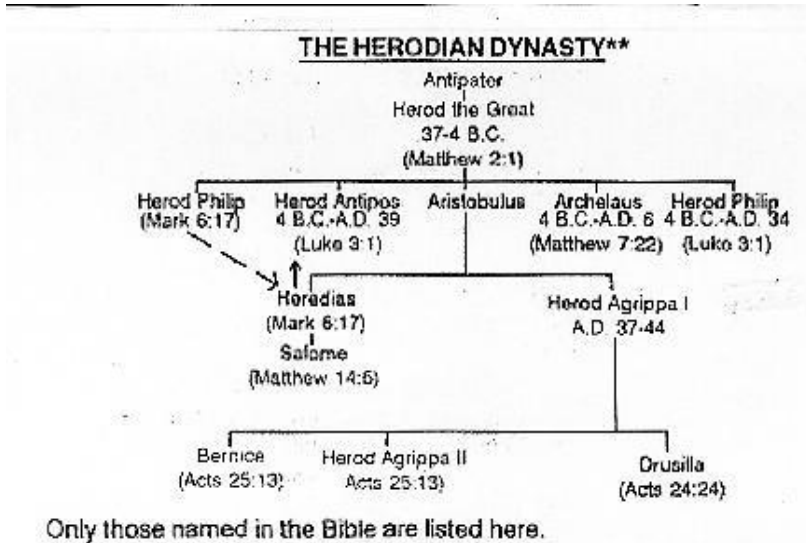 THE HERODIAN DYNASTY**
Antipater
Herod the Great
37-4 B.C.
(Matthew 2:1)
Herod Philip Herod Antipos Aristobulus Archelaus Herod Philip
(Mark 6:17) 4 B.C.-A.D. 39 4 B.C.-A.D. 6 4 B.C.-A.D. 34
(Luke 3:1) (Matthew 7:22) (Luke 3:1)
Heredias Herod Agrippa I
(Mark 6:17) A.D. 37-44
Salome
(Matthew 14:6)
Bernice Herod Agrippa II Drusilla
(Acts 25:13) Acts 25:13) (Acts 24:24)
Only those named in the Bible are listed here.